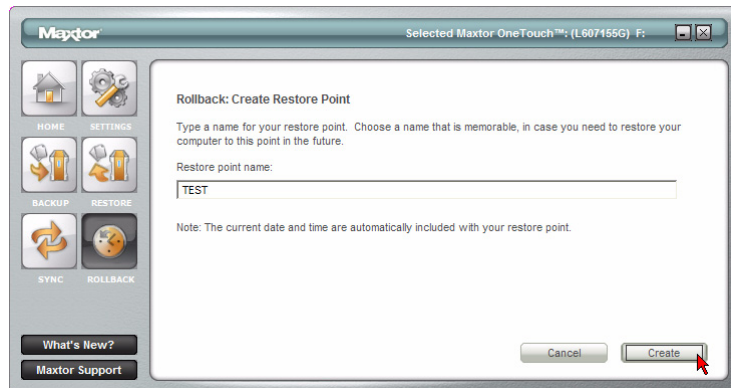 Maxtor
Selected Maxtor OneTouch™: (L607155G) F:
HOME
SETTINGS
BACKUP
RESTORE
SYNC
ROLLBACK
What's New?
Maxtor Support
Rollback: Create Restore Point
Type a name for your restore point. Choose a name that is memorable, in case you need to restore your
computer to this point in the future.
Restore point name:
TEST
Note: The current date and time are automatically included with your restore point.
Cancel
Create